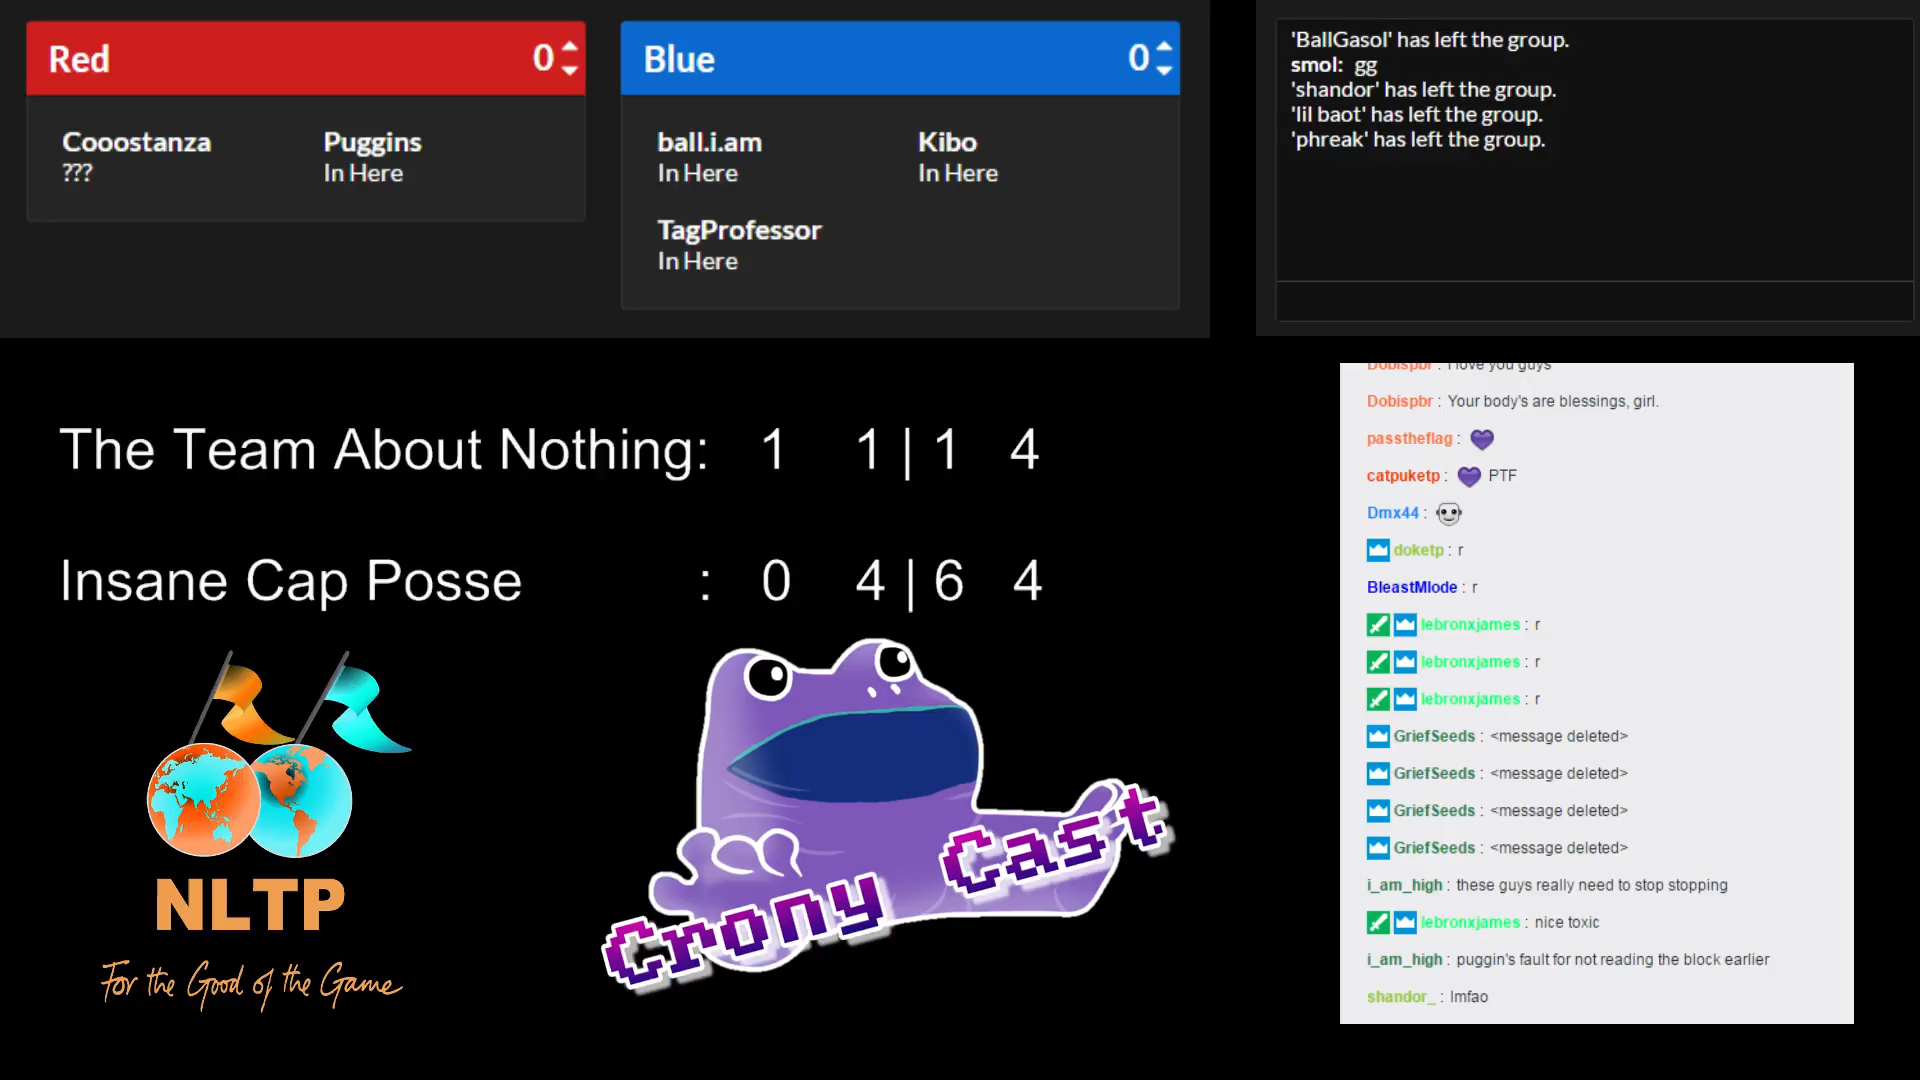 Red 0
Cooostanza Puggins
??? In Here
Blue 0
ball.i.am Kibo
In Here In Here
TagProfessor
In Here
'BallGasol' has left the group.
smol: gg
'shandor' has left the group.
'lil baot' has left the group.
'phreak' has left the group.
The Team About Nothing: 1 1 | 1 4
Insane Cap Posse : 0 4 | 6 4
NLTP
For the Good of the Game
Crony Cast
Dobispbr : I love you guys
Dobispbr : Your body's are blessings, girl.
passtheflag :
catpuketp : PTF
Dmx44 :
doketp : r
BleastMlode : r
lebronxjames : r
lebronxjames : r
lebronxjames : r
GriefSeeds : <message deleted>
GriefSeeds : <message deleted>
GriefSeeds : <message deleted>
GriefSeeds : <message deleted>
i_am_high : these guys really need to stop stopping
lebronxjames : nice toxic
i_am_high : puggin's fault for not reading the block earlier
shandor_ : lmfao